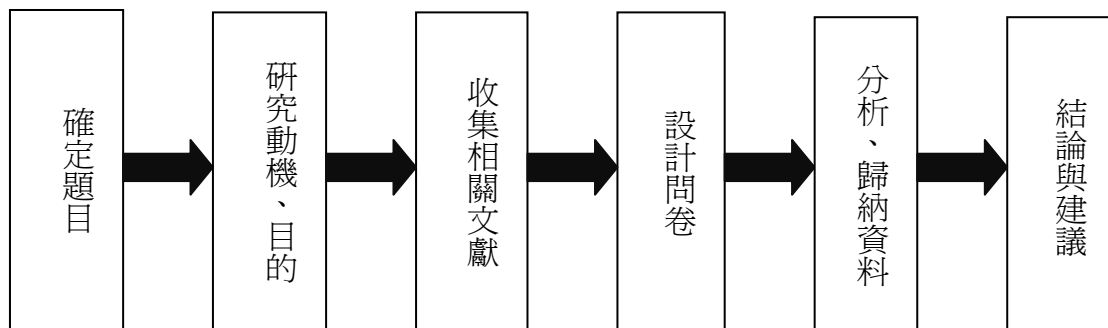 確定題目
研究動機、目的
收集相關文獻
設計問卷
分析、歸納資料
結論與建議